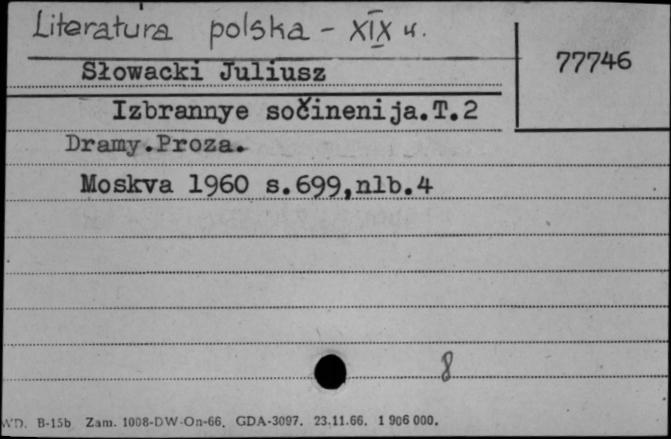 Literatura polska - XIX w.
77746
Słowacki Juliusz
Izbrannye sočinenija.T.2
Dramy.Proza.
Moskva 1960 s.699,nlb.4
8
WD. B-15b Zam. 1008-DW-On-66. GDA-3097. 23.11.66. 1 906 000.